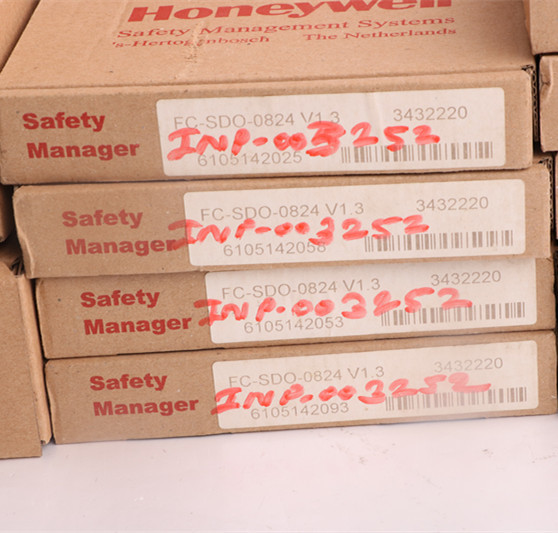 Honeywell
Safety Management Systems
's-Hertogenbosch The Netherlands
Safety Manager
FC-SDO-0824 V1.3 3432220
INP-003252
6105142025
Safety Manager
FC-SDO-0824 V1.3 3432220
INP-003252
6105142058
Safety Manager
FC-SDO-0824 V1.3 3432220
INP-003252
6105142053
Safety Manager
FC-SDO-0824 V1.3 3432220
INP-003252
6105142093